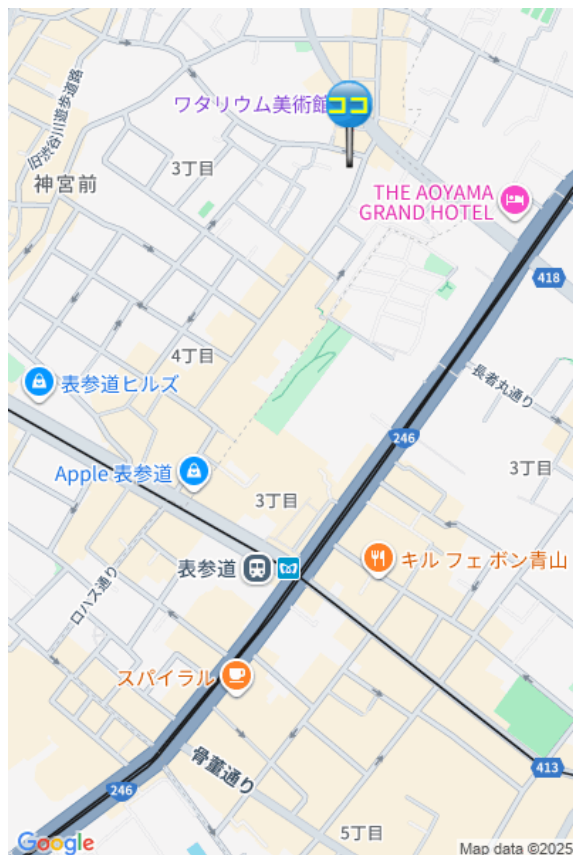 ワタリウム美術館
ココ
旧渋谷川遊歩道路
3丁目
神宮前
THE AOYAMA
GRAND HOTEL
418
4丁目
長者丸通り
表参道ヒルズ
246
3丁目
Apple 表参道
3丁目
表参道
キル フェ ボン青山
ロハス通り
スパイラル
骨董通り
413
246
5丁目
Google
Map data ©2025